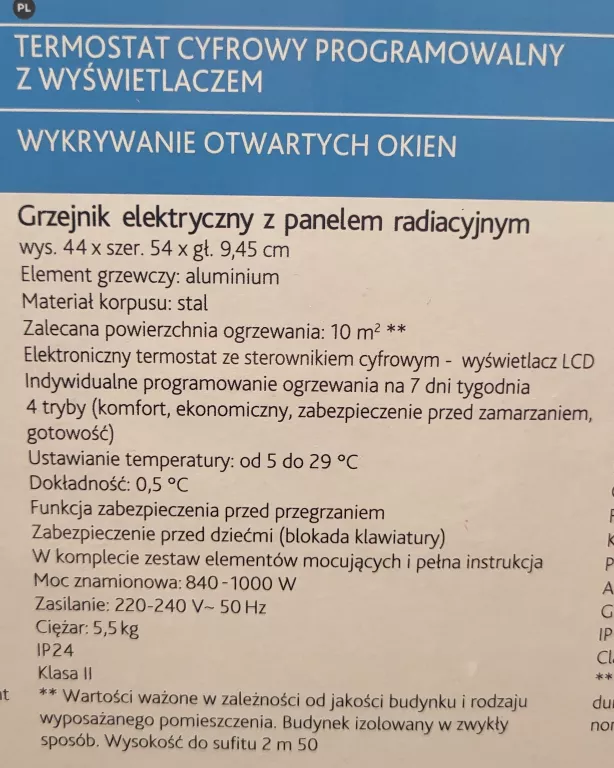 PL
TERMOSTAT CYFROWY PROGRAMOWALNY
Z WYŚWIETLACZEM
WYKRYWANIE OTWARTYCH OKIEN
Grzejnik elektryczny z panelem radiacyjnym
wys. 44 x szer. 54 x gł. 9,45 cm
Element grzewczy: aluminium
Materiał korpusu: stal
Zalecana powierzchnia ogrzewania: 10 m² **
Elektroniczny termostat ze sterownikiem cyfrowym - wyświetlacz LCD
Indywidualne programowanie ogrzewania na 7 dni tygodnia
4 tryby (komfort, ekonomiczny, zabezpieczenie przed zamarzaniem,
gotowość)
Ustawianie temperatury: od 5 do 29 °C
Dokładność: 0,5 °C
Funkcja zabezpieczenia przed przegrzaniem
Zabezpieczenie przed dziećmi (blokada klawiatury)
W komplecie zestaw elementów mocujących i pełna instrukcja
Moc znamionowa: 840-1000 W
Zasilanie: 220-240 V~ 50 Hz
Ciężar: 5,5 kg
IP24
Klasa II
** Wartości ważone w zależności od jakości budynku i rodzaju
wyposażanego pomieszczenia. Budynek izolowany w zwykły
sposób. Wysokość do sufitu 2 m 50